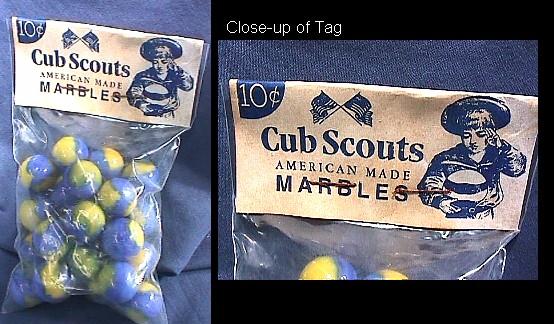 10¢
Cub Scouts
AMERICAN MADE
MARBLES
Close-up of Tag
10¢
Cub Scouts
AMERICAN MADE
MARBLES